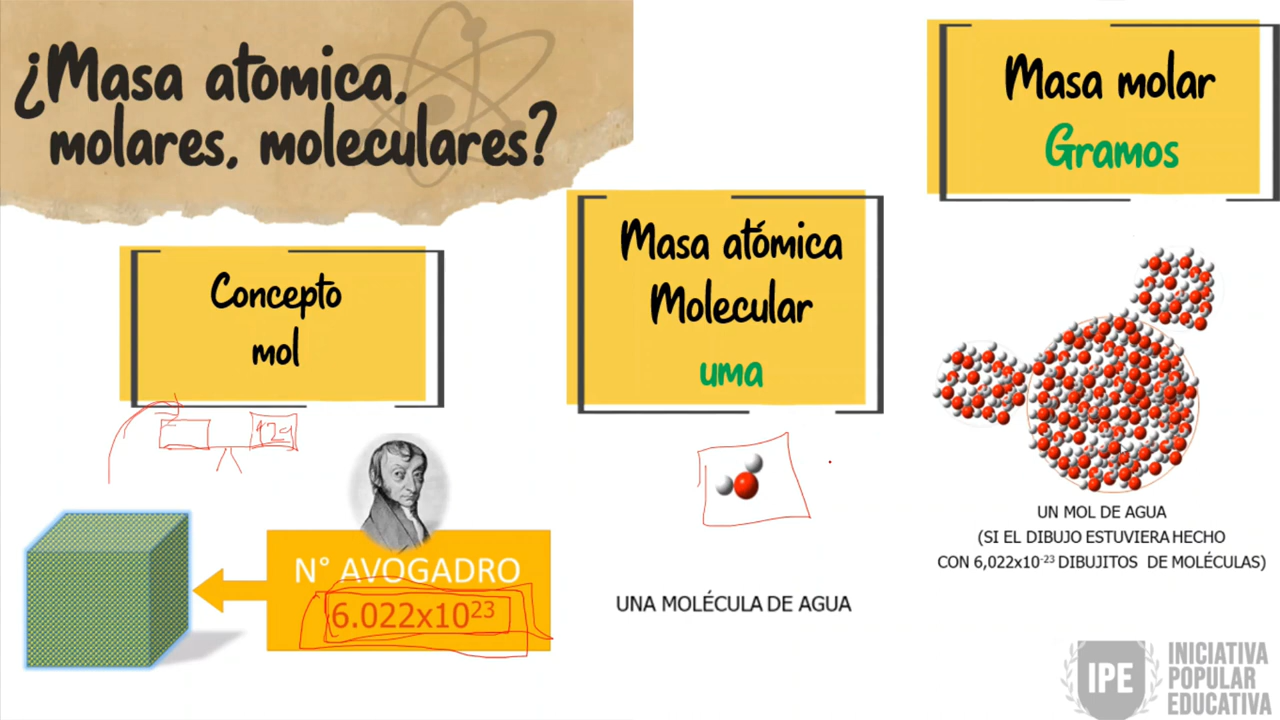 ¿Masa atomica,
molares, moleculares?
Concepto
mol
N° AVOGADRO
6.022x10²³
Masa atómica
Molecular
uma
UNA MOLÉCULA DE AGUA
Masa molar
Gramos
UN MOL DE AGUA
(SI EL DIBUJO ESTUVIERA HECHO
CON 6,022x10⁻²³ DIBUJITOS DE MOLÉCULAS)
IPE
INICIATIVA
POPULAR
EDUCATIVA